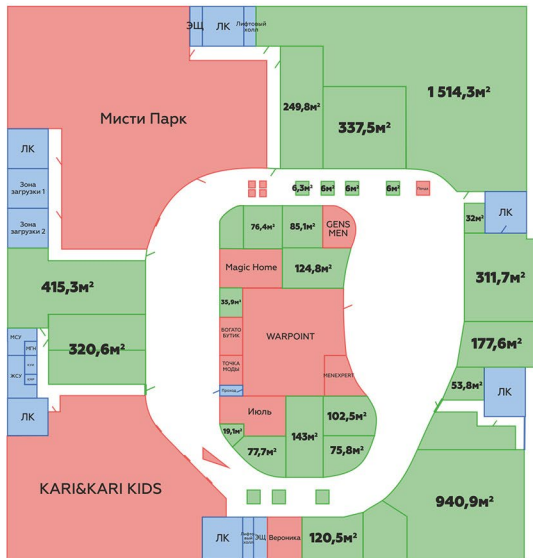 ЭЩ
ЛК
Лифтовый
холл
1 514,3м²
249,8м²
337,5м²
Мисти Парк
ЛК
Зона
загрузки 1
Зона
загрузки 2
6,3м²
6м²
6м²
6м²
32м²
ЛК
76,4м²
85,1м²
GENS
MEN
Magic Home
124,8м²
415,3м²
311,7м²
35,9м²
320,6м²
БОГАТО
БУТИК
WARPOINT
МСУ
МГН
177,6м²
ТОЧКА
МОДЫ
MENEXPERT
ЖСУ
53,8м²
ЛК
ЛК
Июль
102,5м²
19,1м²
143м²
77,7м²
75,8м²
KARI&KARI KIDS
940,9м²
ЛК
ЭЩ
Вероника
120,5м²